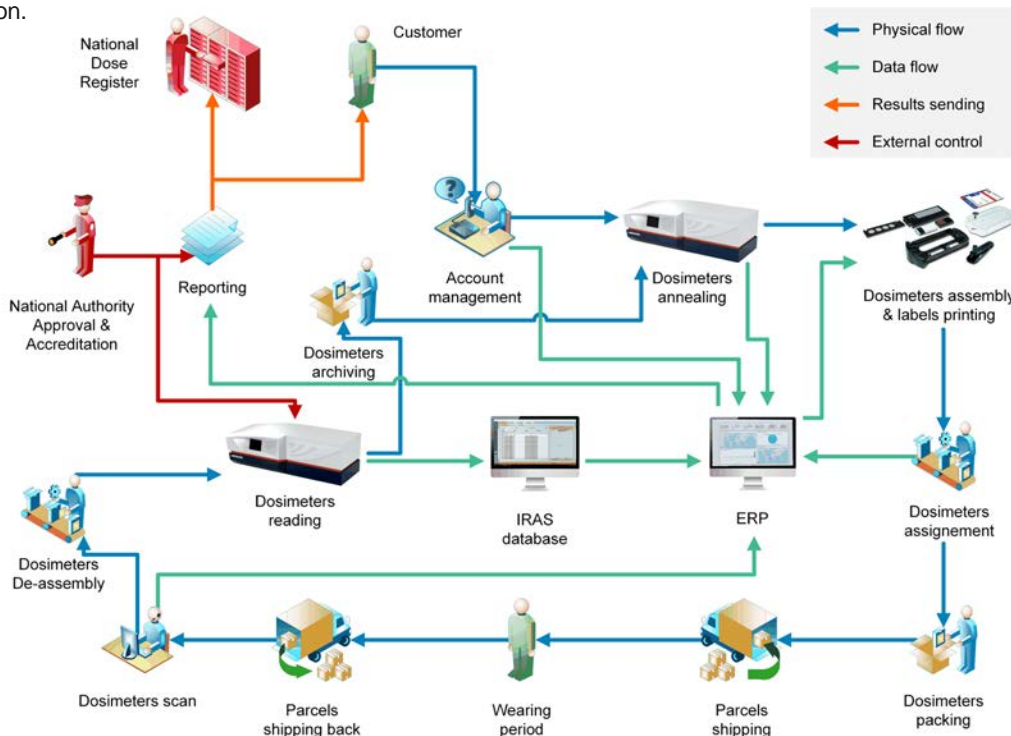 on.
National
Dose
Register
Customer
Physical flow
Data flow
Results sending
External control
National Authority
Approval &
Accreditation
Reporting
Dosimeters
archiving
?
Account
management
Dosimeters
annealing
Dosimeters assembly
& labels printing
Dosimeters
reading
IRAS
database
ERP
Dosimeters
assignement
Dosimeters
De-assembly
Dosimeters scan
Parcels
shipping back
Wearing
period
Parcels
shipping
Dosimeters
packing